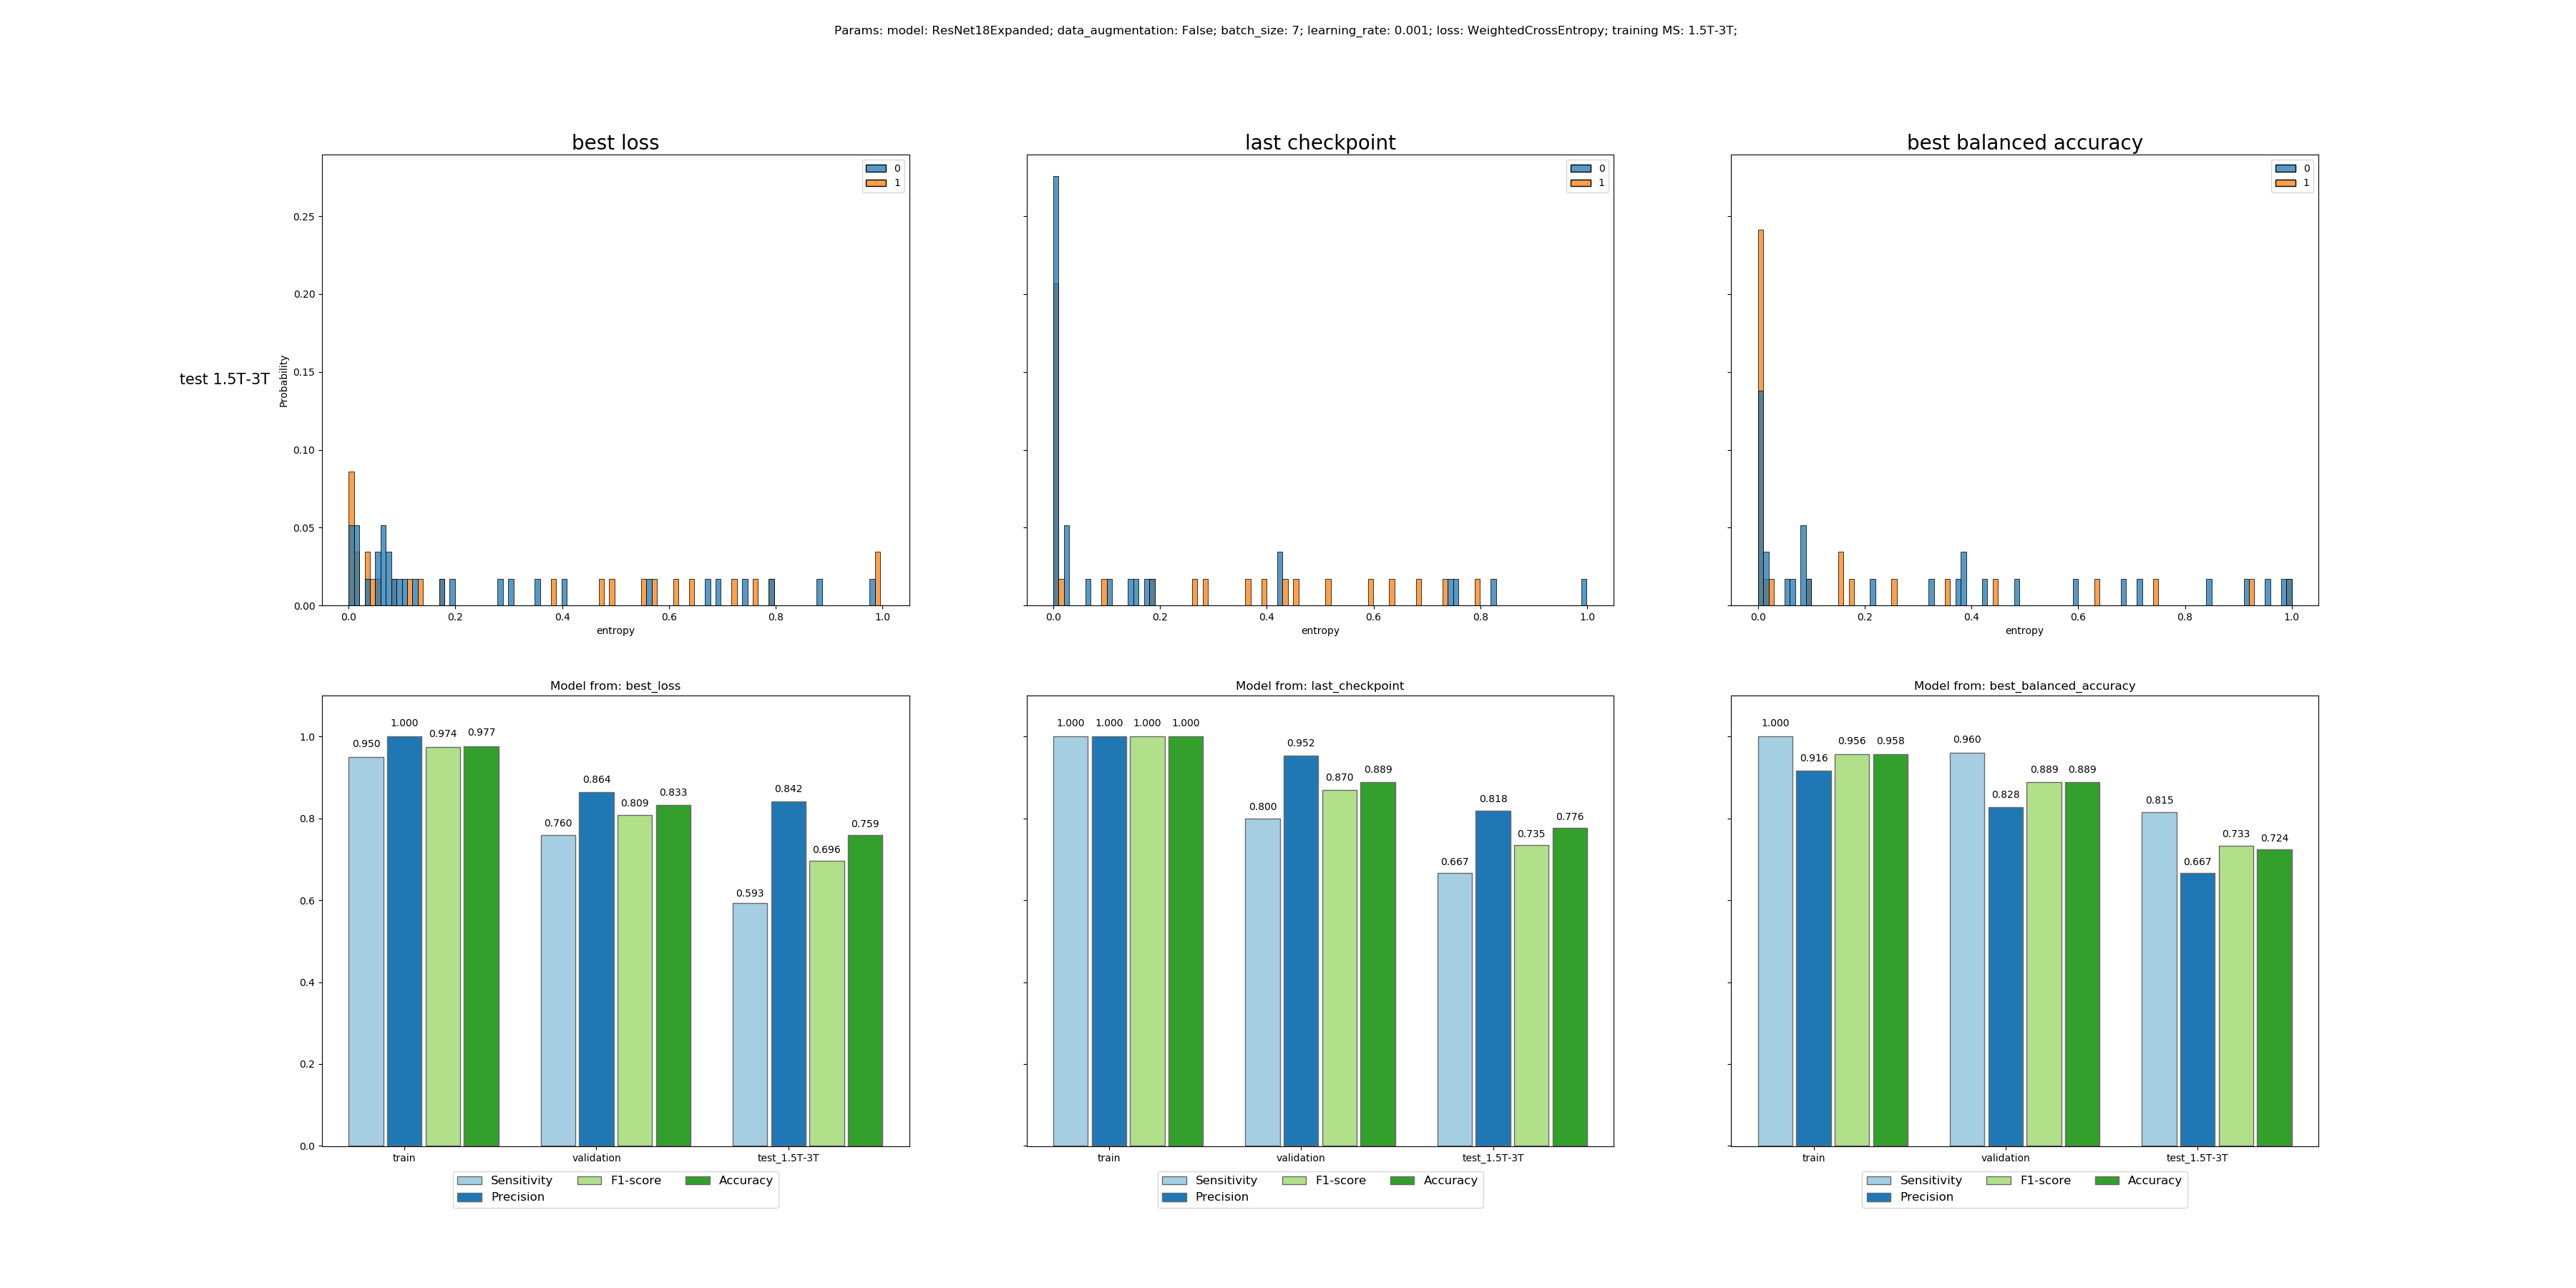 Params: model: ResNet18Expanded; data_augmentation: False; batch_size: 7; learning_rate: 0.001; loss: WeightedCrossEntropy; training MS: 1.5T-3T;
best loss
0
1
0.25
0.20
0.15
0.10
0.05
0.00
Probability
test 1.5T-3T
0.0 0.2 0.4 0.6 0.8 1.0
entropy
last checkpoint
0
1
0.0 0.2 0.4 0.6 0.8 1.0
entropy
best balanced accuracy
0
1
0.0 0.2 0.4 0.6 0.8 1.0
entropy
Model from: best_loss
1.0
0.8
0.6
0.4
0.2
0.0
0.950 1.000 0.974 0.977
0.760 0.864 0.809 0.833
0.593 0.842 0.696 0.759
train validation test_1.5T-3T
Sensitivity F1-score Accuracy
Precision
Model from: last_checkpoint
1.000 1.000 1.000 1.000
0.800 0.952 0.870 0.889
0.667 0.818 0.735 0.776
train validation test_1.5T-3T
Sensitivity F1-score Accuracy
Precision
Model from: best_balanced_accuracy
1.000 0.916 0.956 0.958
0.960 0.828 0.889 0.889
0.815 0.667 0.733 0.724
train validation test_1.5T-3T
Sensitivity F1-score Accuracy
Precision